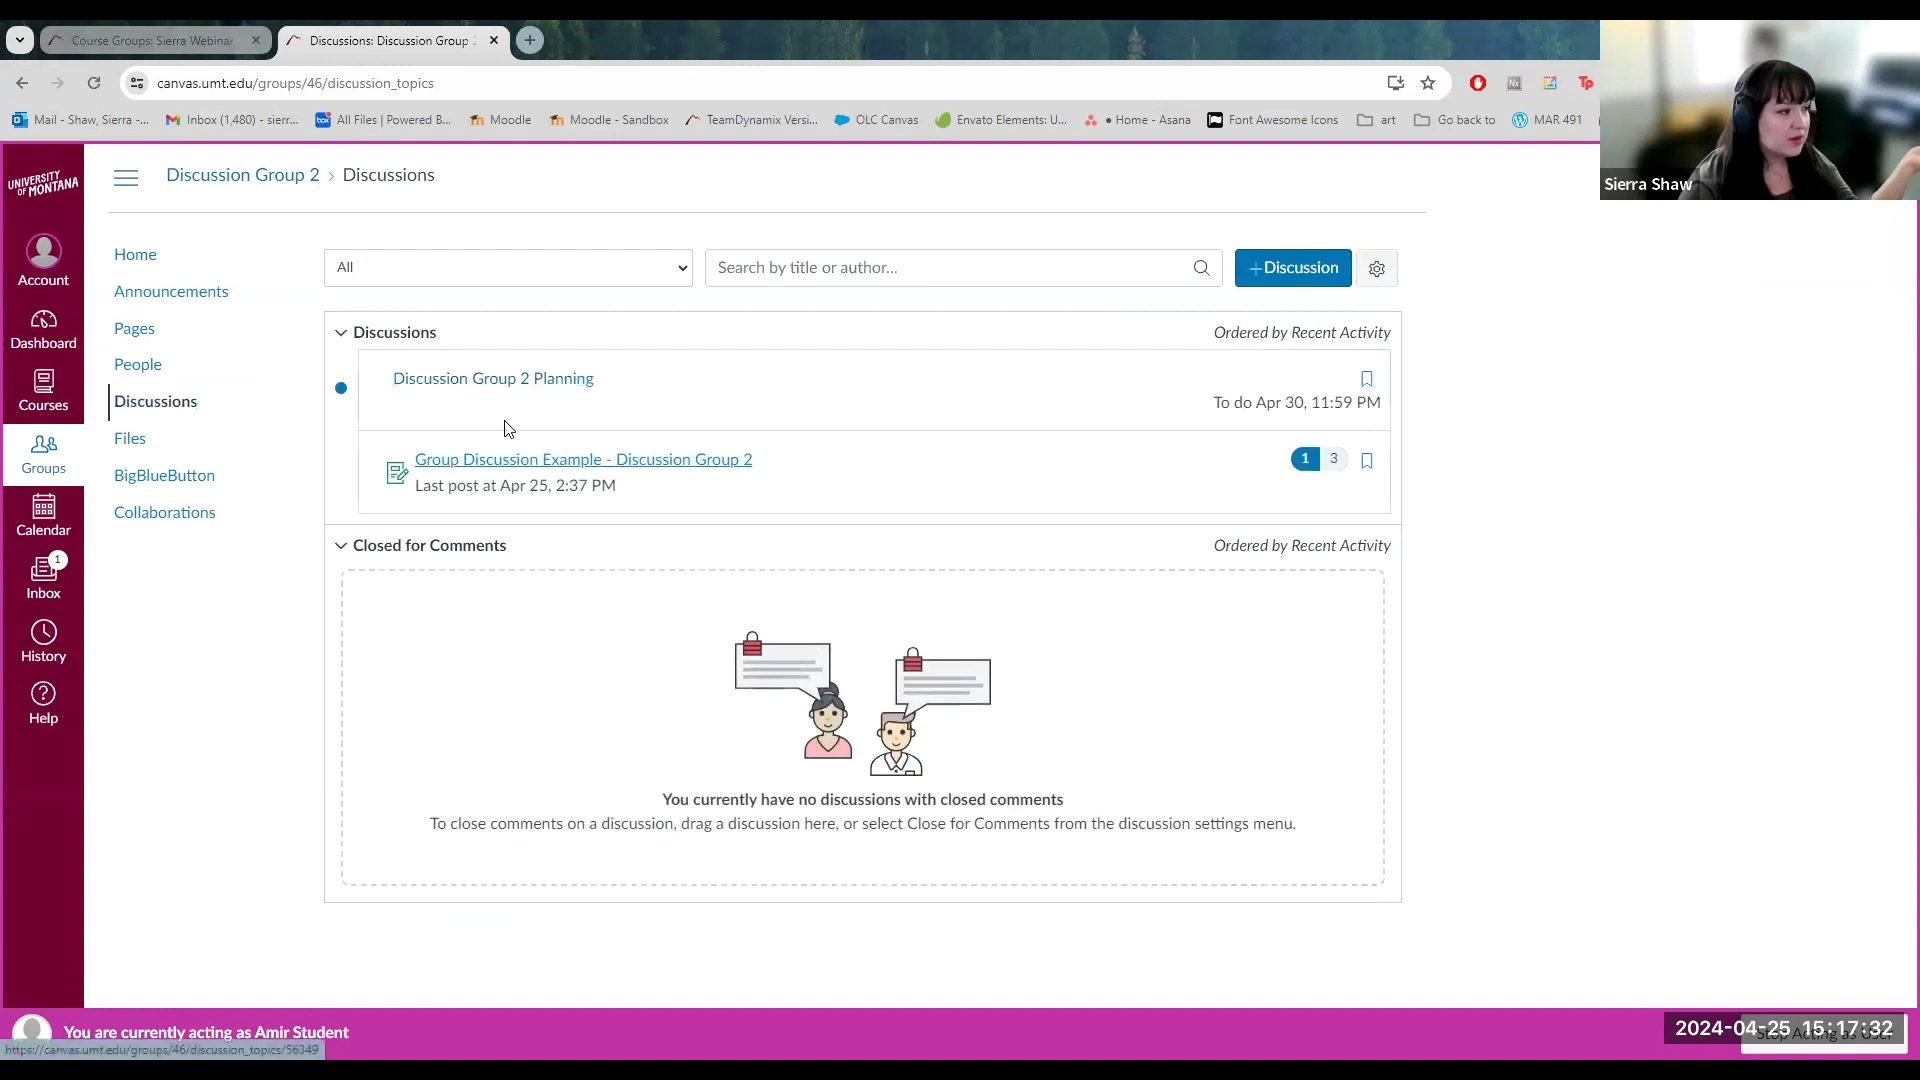 Course Groups: Sierra Webinar
Discussions: Discussion Group 2
canvas.umt.edu/groups/46/discussion_topics
Mail - Shaw, Sierra -...
Inbox (1,480) - sierr...
All Files | Powered B...
Moodle
Moodle - Sandbox
TeamDynamix Versi...
OLC Canvas
Envato Elements: U...
• Home - Asana
Font Awesome Icons
art
Go back to
MAR 491
box
Tp
Sierra Shaw
UNIVERSITY
OF MONTANA
Discussion Group 2 › Discussions
Account
Dashboard
Courses
Groups
Calendar
1
Inbox
History
Help
Home
Announcements
Pages
People
Discussions
Files
BigBlueButton
Collaborations
All
Search by title or author...
+Discussion
Discussions
Ordered by Recent Activity
Discussion Group 2 Planning
To do Apr 30, 11:59 PM
Group Discussion Example - Discussion Group 2
1 3
Last post at Apr 25, 2:37 PM
Closed for Comments
Ordered by Recent Activity
You currently have no discussions with closed comments
To close comments on a discussion, drag a discussion here, or select Close for Comments from the discussion settings menu.
You are currently acting as Amir Student
https://canvas.umt.edu/groups/46/discussion_topics/56349
2024-04-25 15:17:32
Stop Acting as User